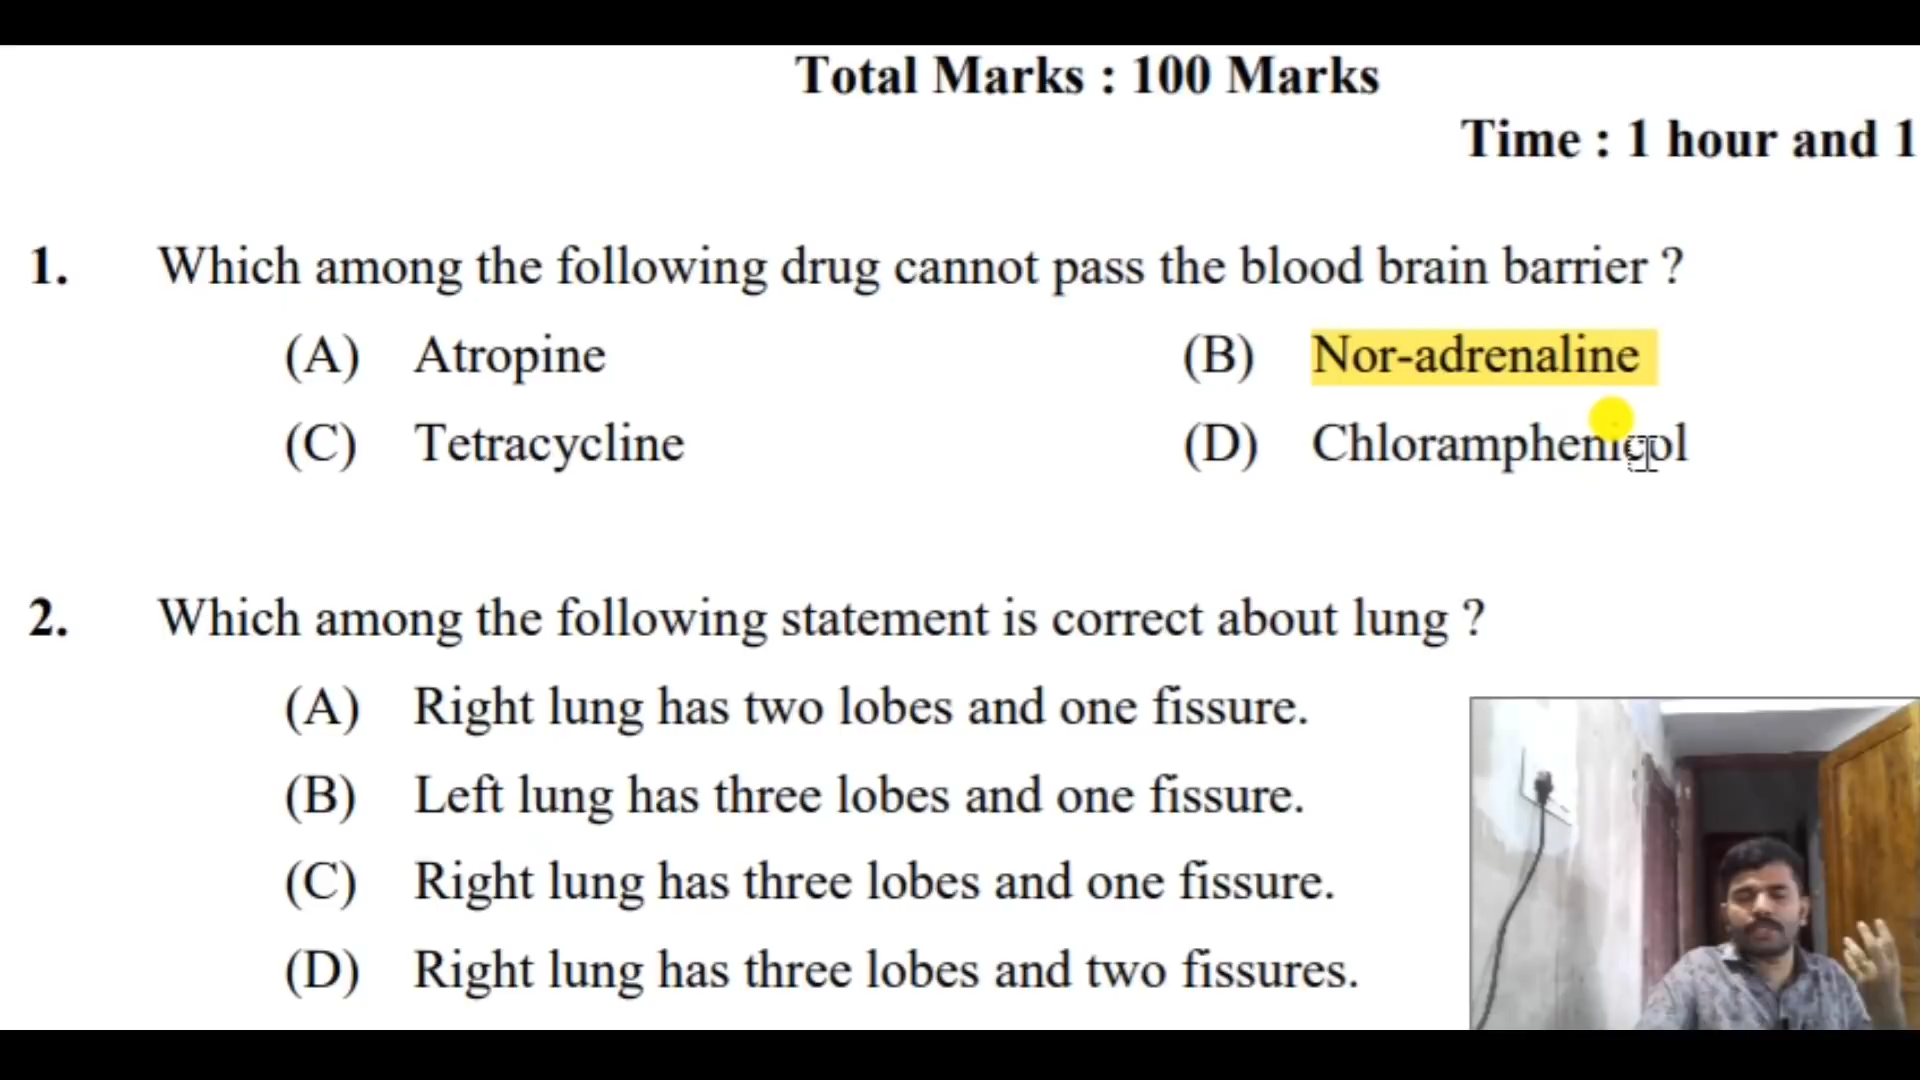 Total Marks : 100 Marks
Time : 1 hour and 1
1. Which among the following drug cannot pass the blood brain barrier ?
(A) Atropine (B) Nor-adrenaline
(C) Tetracycline (D) Chloramphenicol
2. Which among the following statement is correct about lung ?
(A) Right lung has two lobes and one fissure.
(B) Left lung has three lobes and one fissure.
(C) Right lung has three lobes and one fissure.
(D) Right lung has three lobes and two fissures.